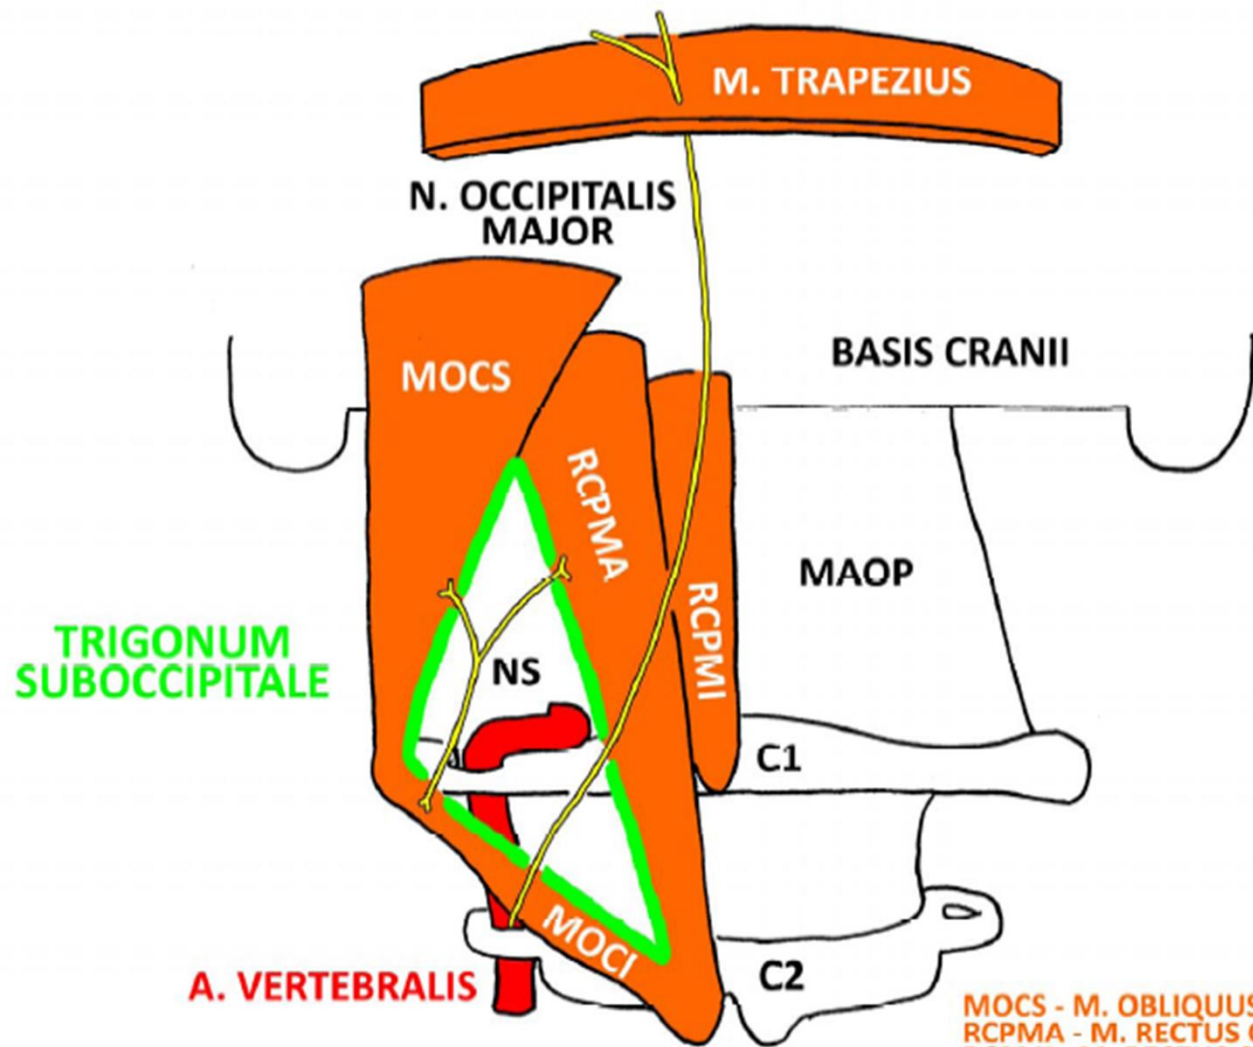 M. TRAPEZIUS
N. OCCIPITALIS
MAJOR
BASIS CRANII
MOCS
RCPMA
MAOP
RCPMI
TRIGONUM
SUBOCCIPITALE
NS
C1
MOCI
C2
A. VERTEBRALIS
MOCS - M. OBLIQUUS
RCPMA - M. RECTUS